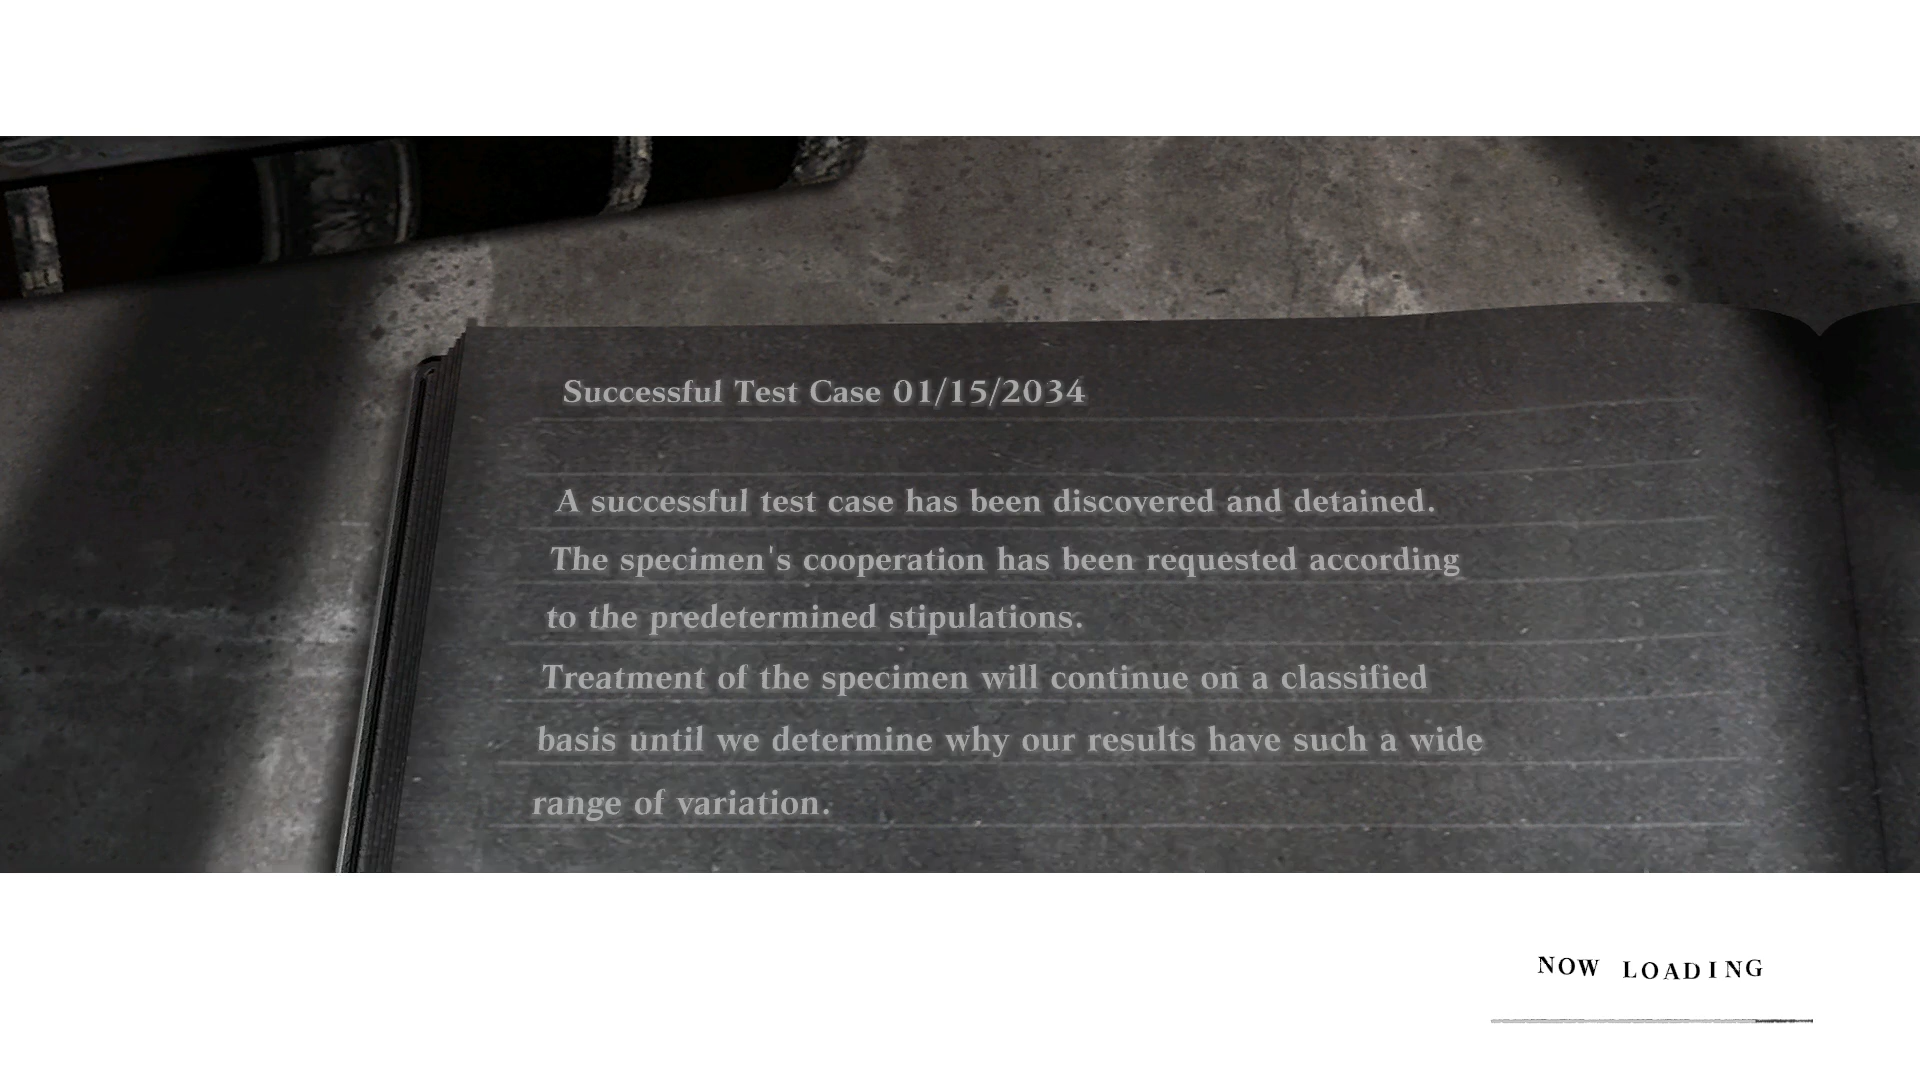 Successful Test Case 01/15/2034
A successful test case has been discovered and detained.
The specimen's cooperation has been requested according
to the predetermined stipulations.
Treatment of the specimen will continue on a classified
basis until we determine why our results have such a wide
range of variation.
NOW LOADING